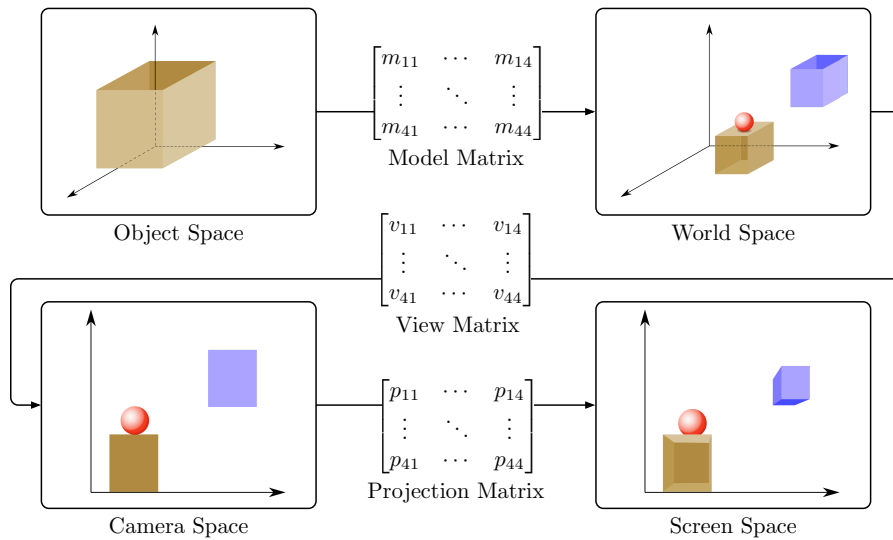 m11 ⋯ m14
⋮ ⋱ ⋮
m41 ⋯ m44
Model Matrix
Object Space
World Space
v11 ⋯ v14
⋮ ⋱ ⋮
v41 ⋯ v44
View Matrix
p11 ⋯ p14
⋮ ⋱ ⋮
p41 ⋯ p44
Projection Matrix
Camera Space
Screen Space